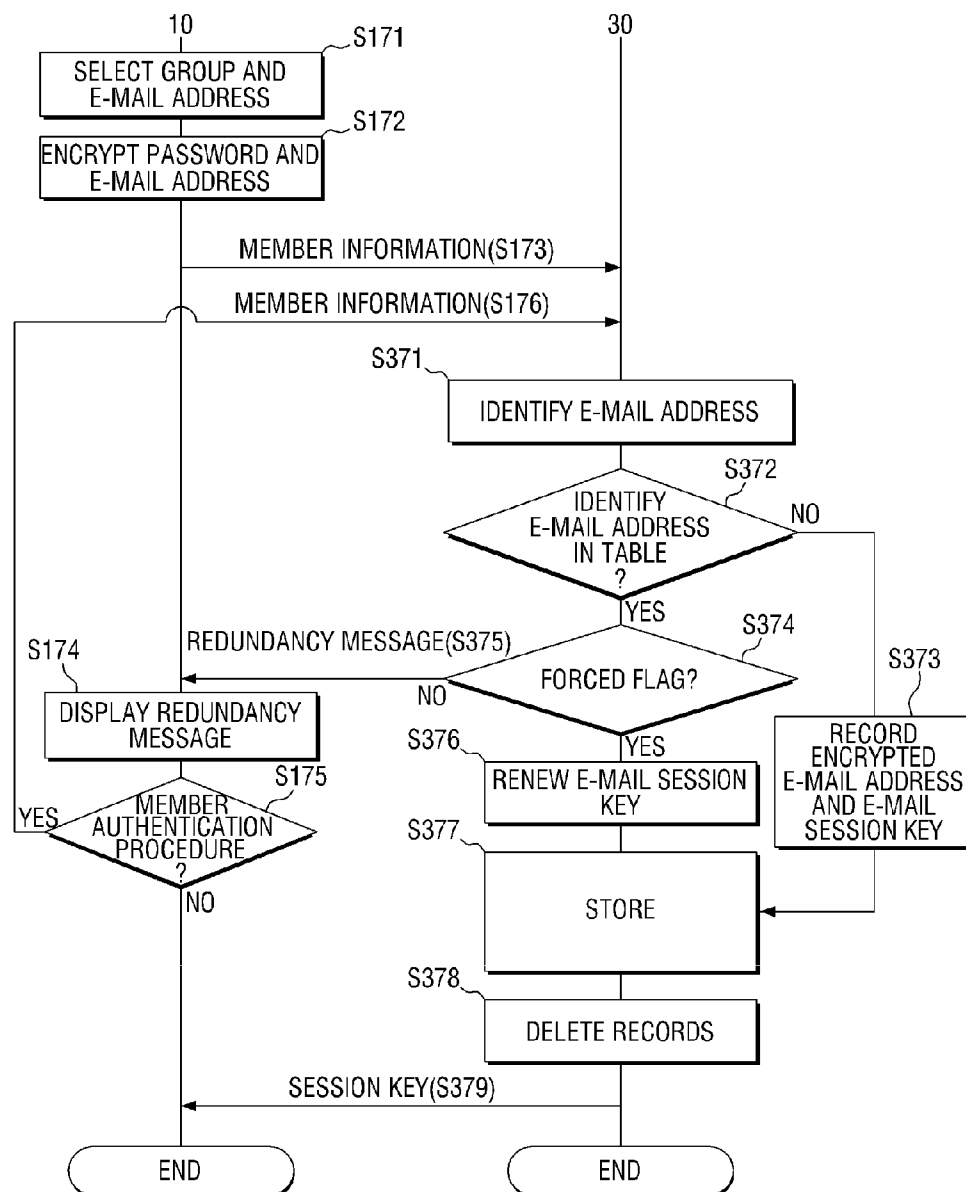 10
30
S171
SELECT GROUP AND
E-MAIL ADDRESS
S172
ENCRYPT PASSWORD AND
E-MAIL ADDRESS
MEMBER INFORMATION(S173)
MEMBER INFORMATION(S176)
S371
IDENTIFY E-MAIL ADDRESS
S372
IDENTIFY
E-MAIL ADDRESS
IN TABLE
?
NO
YES
REDUNDANCY MESSAGE(S375)
S374
FORCED FLAG?
NO
YES
S174
DISPLAY REDUNDANCY
MESSAGE
S373
RECORD
ENCRYPTED
E-MAIL ADDRESS
AND E-MAIL
SESSION KEY
S376
RENEW E-MAIL SESSION
KEY
S175
MEMBER
AUTHENTICATION
PROCEDURE
?
YES
NO
S377
STORE
S378
DELETE RECORDS
SESSION KEY(S379)
END
END